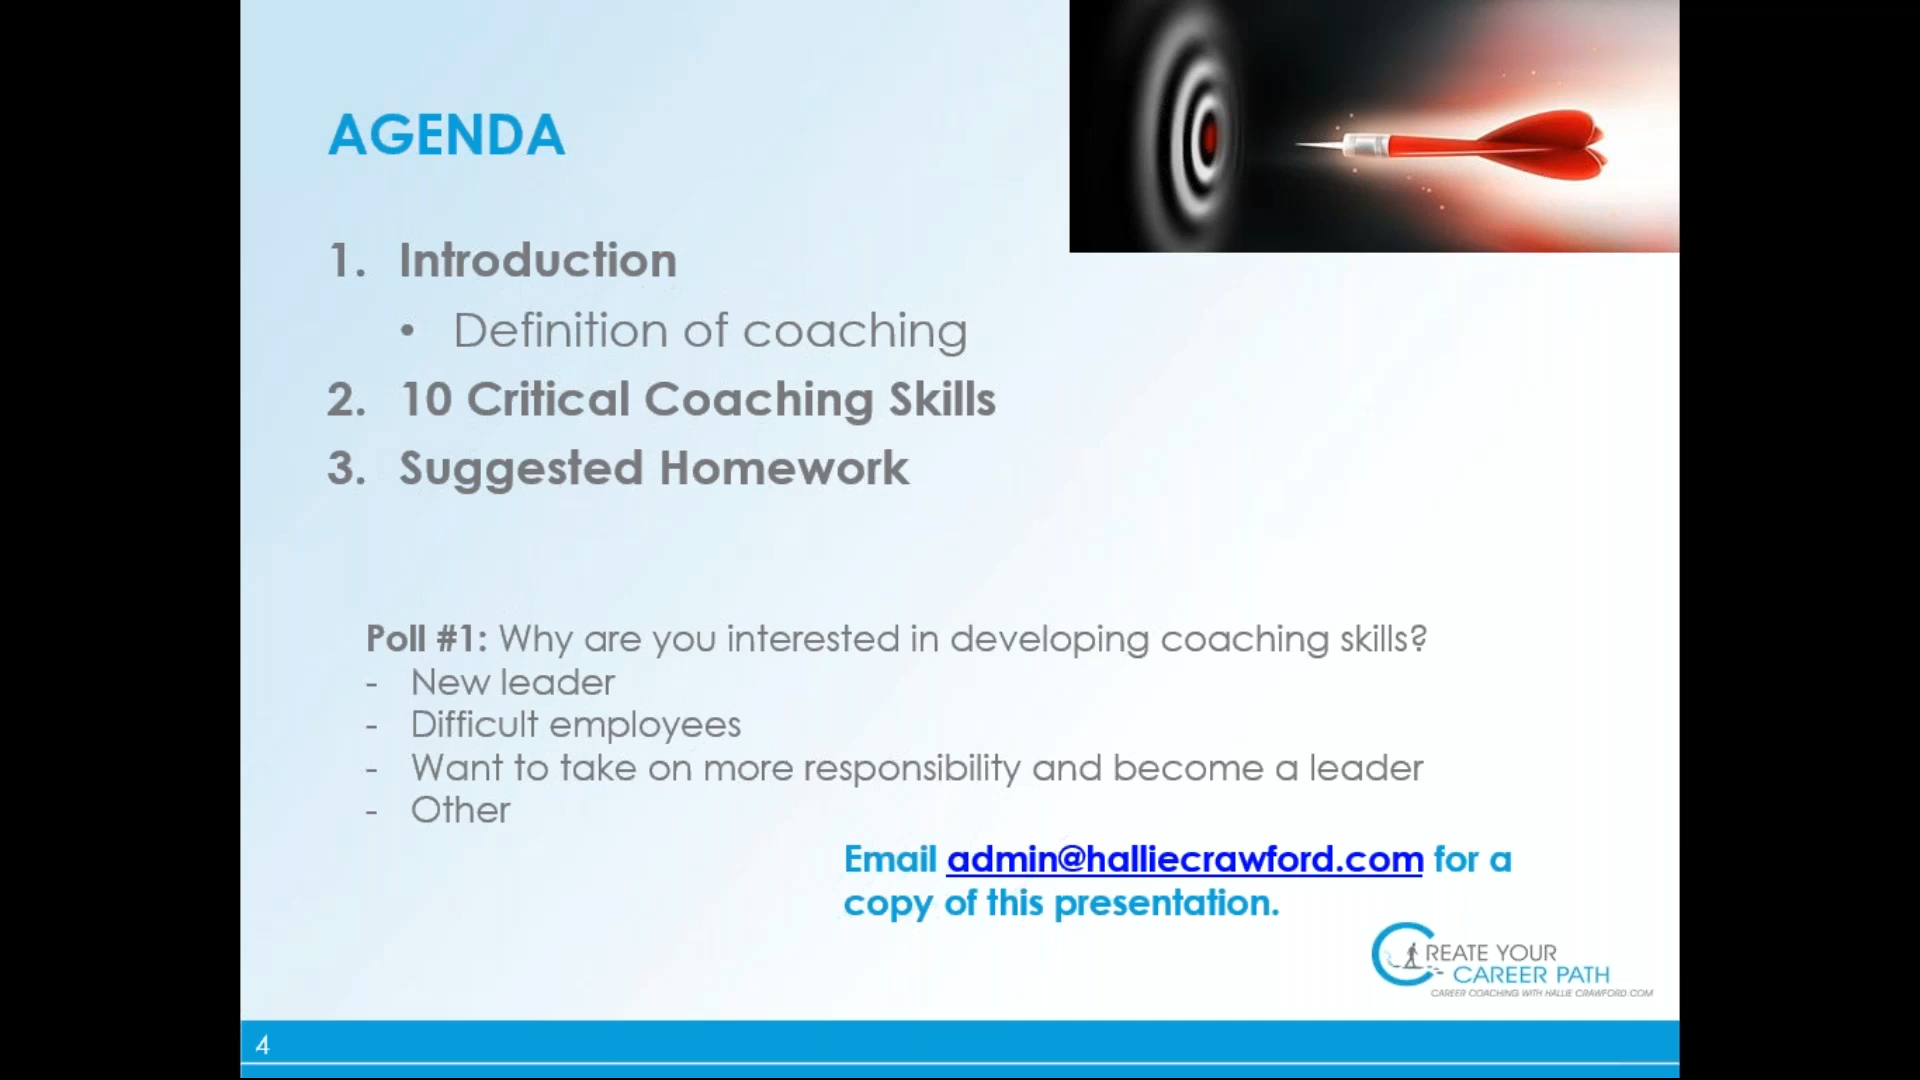 AGENDA
1. Introduction
• Definition of coaching
2. 10 Critical Coaching Skills
3. Suggested Homework
Poll #1: Why are you interested in developing coaching skills?
- New leader
- Difficult employees
- Want to take on more responsibility and become a leader
- Other
Email admin@halliecrawford.com for a
copy of this presentation.
CREATE YOUR
CAREER PATH
CAREER COACHING WITH HALLIE CRAWFORD.COM
4